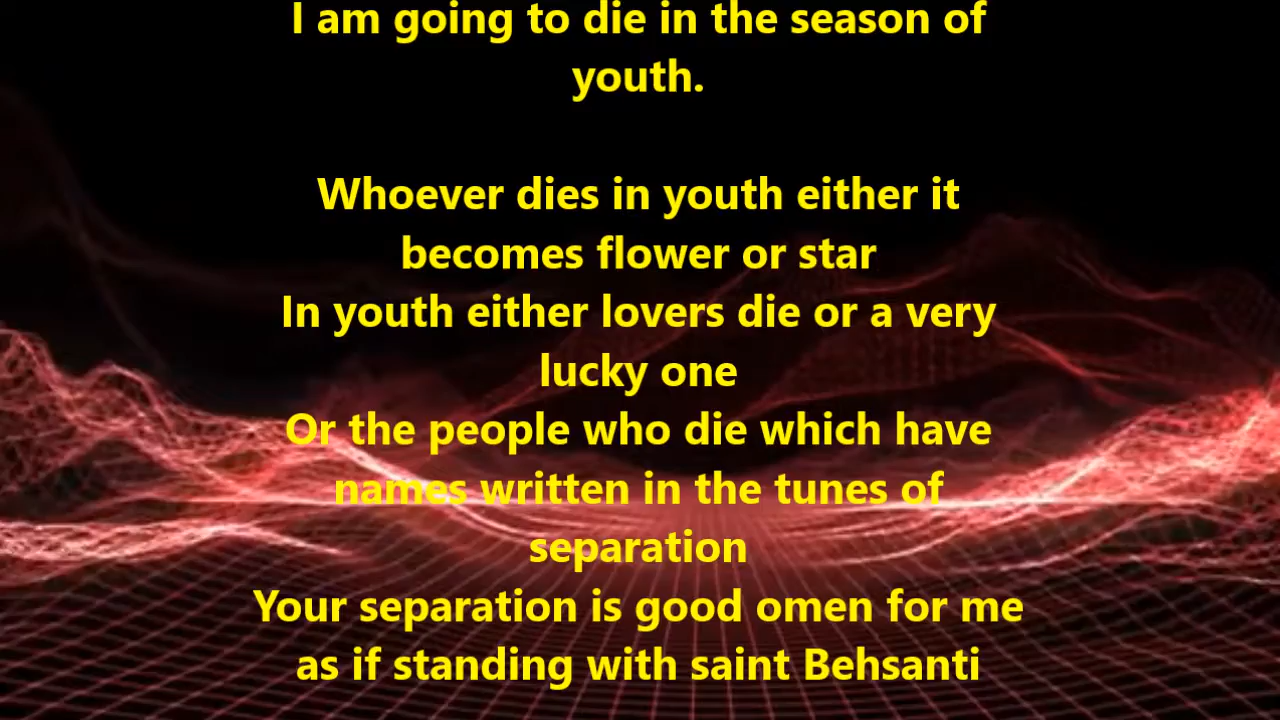 I am going to die in the season of
youth.
Whoever dies in youth either it
becomes flower or star
In youth either lovers die or a very
lucky one
Or the people who die which have
names written in the tunes of
separation
Your separation is good omen for me
as if standing with saint Behsanti